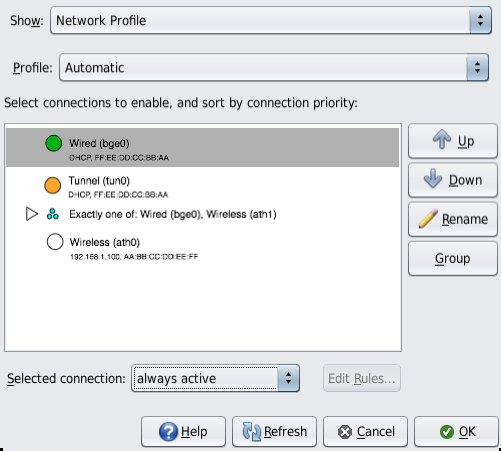 Show: Network Profile
Profile: Automatic
Select connections to enable, and sort by connection priority:
Wired (bge0)
DHCP, FF:EE:DD:CC:BB:AA
Tunnel (tun0)
DHCP, FF:EE:DD:CC:BB:AA
Exactly one of: Wired (bge0), Wireless (ath1)
Wireless (ath0)
192.168.1.100, AA:BB:CC:DD:EE:FF
Up
Down
Rename
Group
Selected connection: always active Edit Rules...
Help Refresh Cancel OK